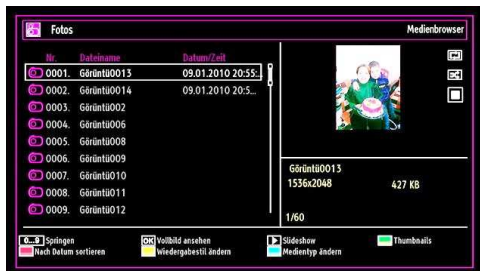 Fotos Medienbrowser
Nr. Dateiname Datum/Zeit
0001. Görüntü0013 09.01.2010 20:55:..
0002. Görüntü0014 09.01.2010 20:5...
0003. Görüntü002
0004. Görüntü006
0005. Görüntü008
0006. Görüntü009
0007. Görüntü010
0008. Görüntü011
0009. Görüntü012
Görüntü0013
1536x2048 427 KB
1/60
0...9 Springen OK Vollbild ansehen Slideshow Thumbnails
Nach Datum sortieren Wiedergabestil ändern Medientyp ändern